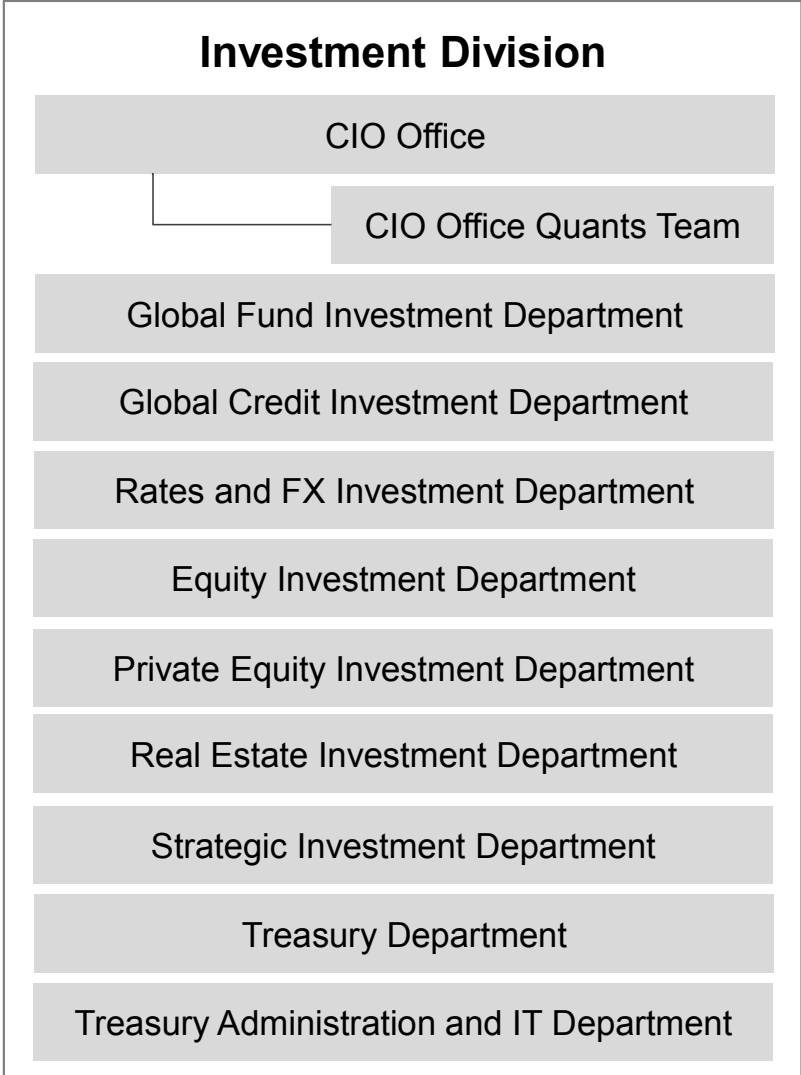 Investment Division
CIO Office
CIO Office Quants Team
Global Fund Investment Department
Global Credit Investment Department
Rates and FX Investment Department
Equity Investment Department
Private Equity Investment Department
Real Estate Investment Department
Strategic Investment Department
Treasury Department
Treasury Administration and IT Department